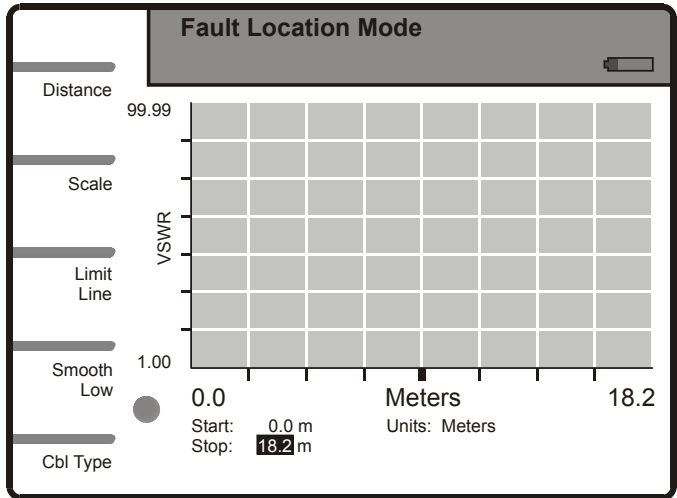 Fault Location Mode
Distance
Scale
Limit
Line
Smooth
Low
Cbl Type
99.99
VSWR
1.00
0.0
Meters
18.2
Start: 0.0 m
Stop: 18.2 m
Units: Meters